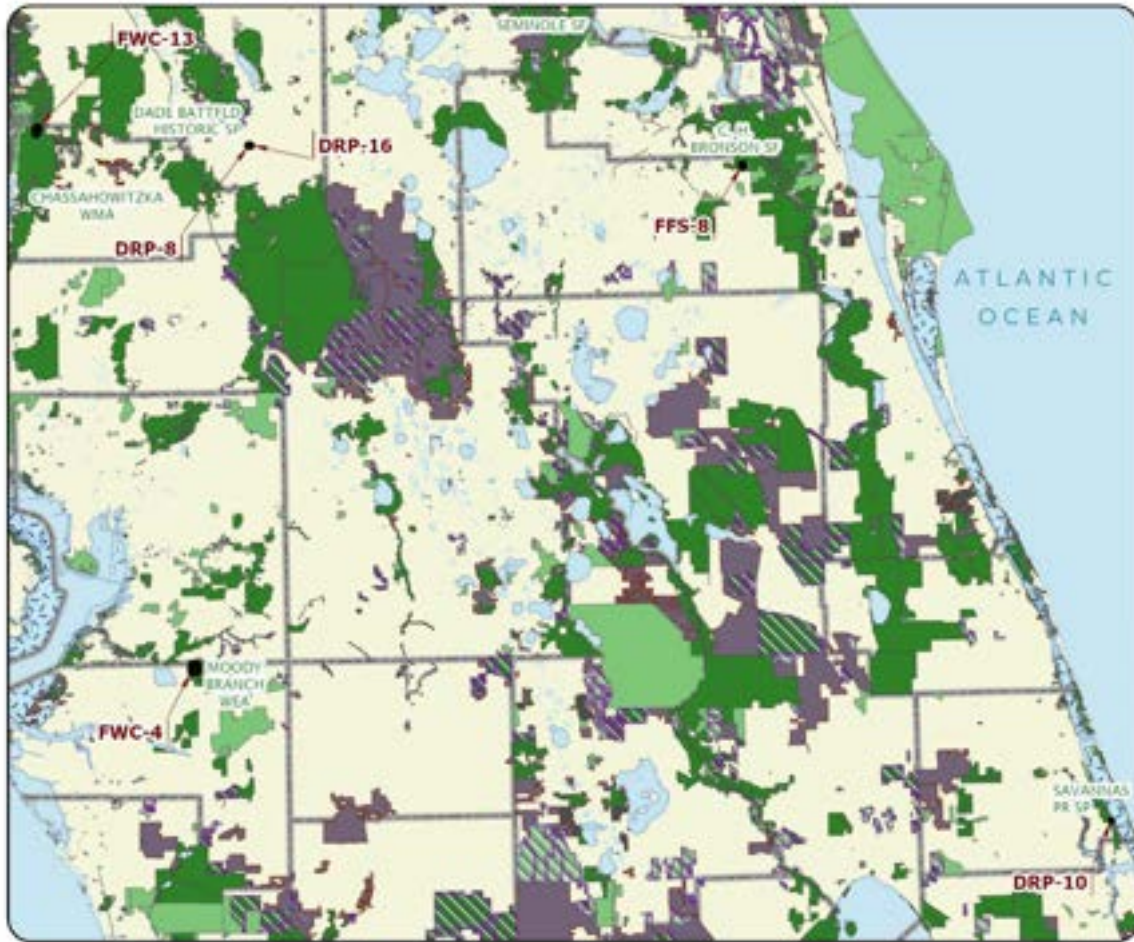 SEMINOLE SF
FWC-13
DADE BATTFLD
HISTORIC SP
DRP-16
C. H.
BRONSON SF
CHASSAHOWITZKA
WMA
FFS-8
DRP-8
ATLANTIC
OCEAN
MOODY
BRANCH
WEA
FWC-4
SAVANNAS
PR SP
DRP-10